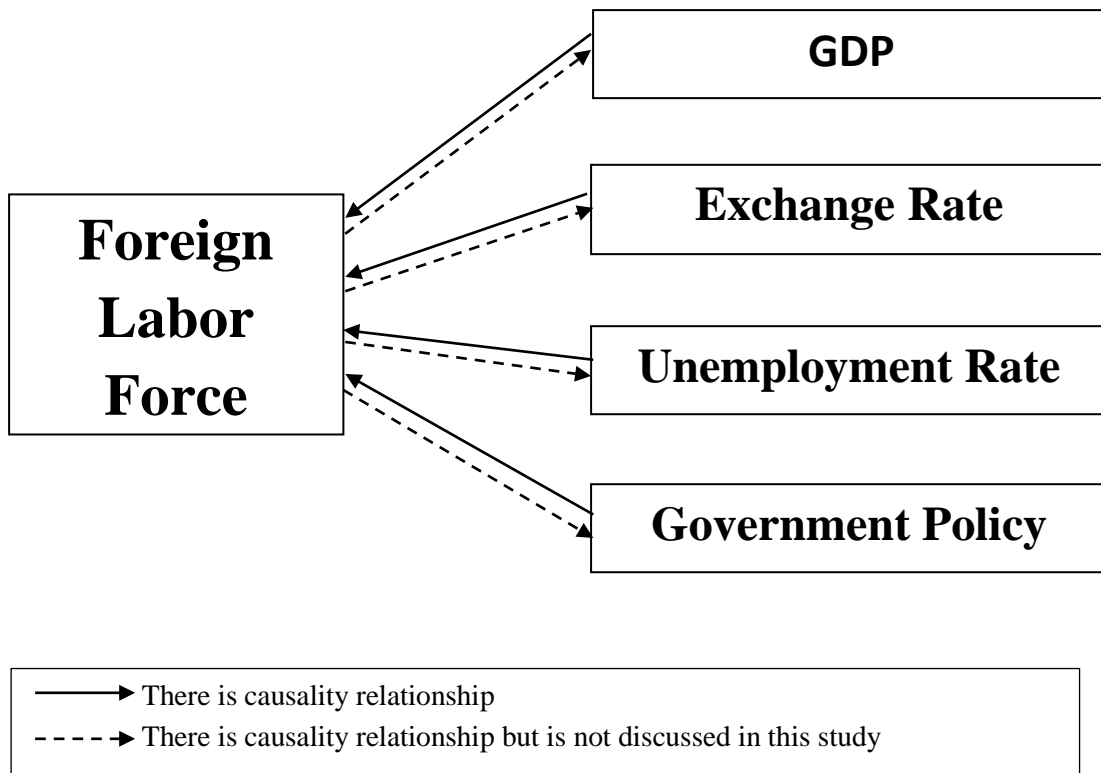 GDP
Exchange Rate
Foreign
Labor
Force
Unemployment Rate
Government Policy
There is causality relationship
There is causality relationship but is not discussed in this study